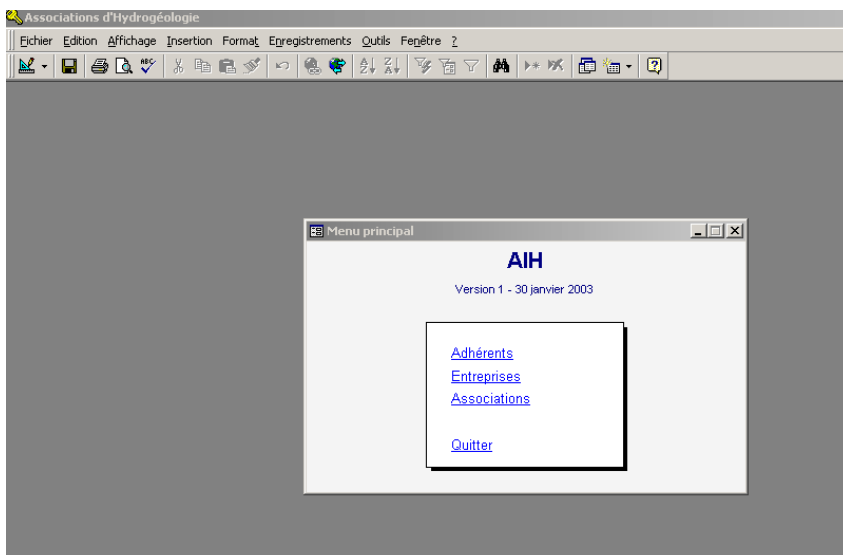 Associations d'Hydrogéologie
Fichier Edition Affichage Insertion Format Enregistrements Outils Fenêtre ?
Menu principal
AIH
Version 1 - 30 janvier 2003
Adhérents
Entreprises
Associations
Quitter